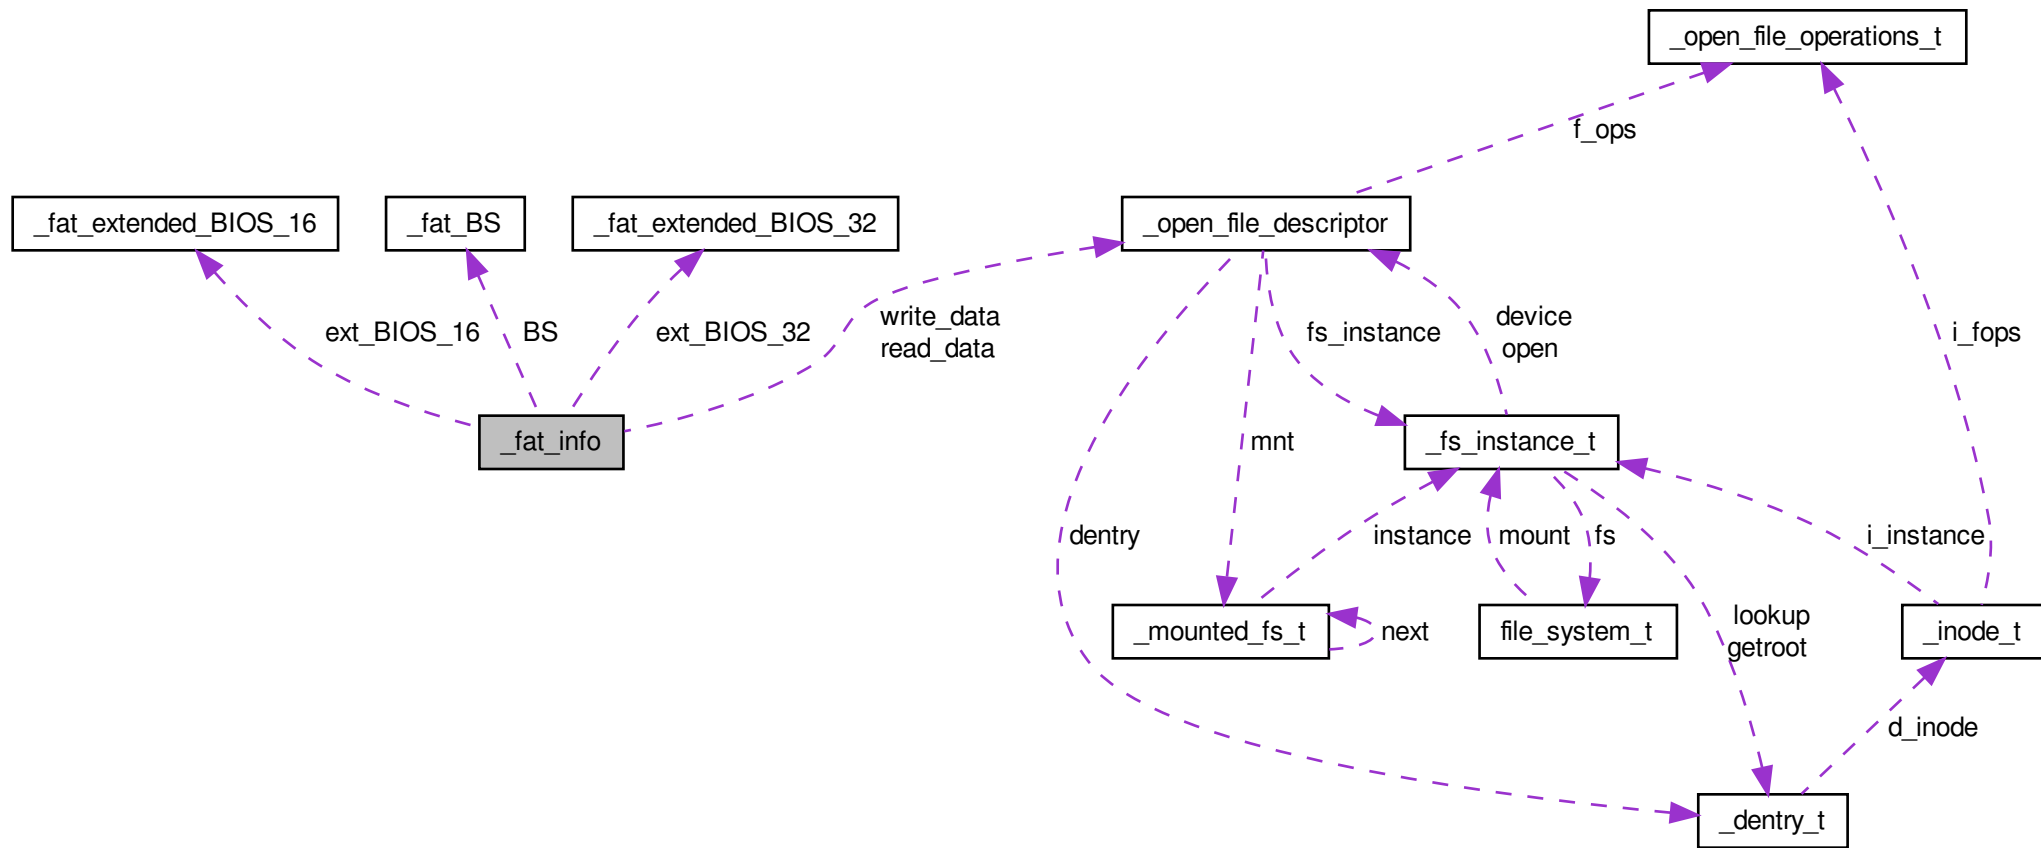 _open_file_operations_t
f_ops
_fat_extended_BIOS_16
_fat_BS
_fat_extended_BIOS_32
_open_file_descriptor
ext_BIOS_16
BS
ext_BIOS_32
write_data
read_data
fs_instance
device
open
i_fops
_fat_info
mnt
_fs_instance_t
dentry
instance
mount
fs
i_instance
_mounted_fs_t
next
file_system_t
lookup
getroot
_inode_t
d_inode
_dentry_t